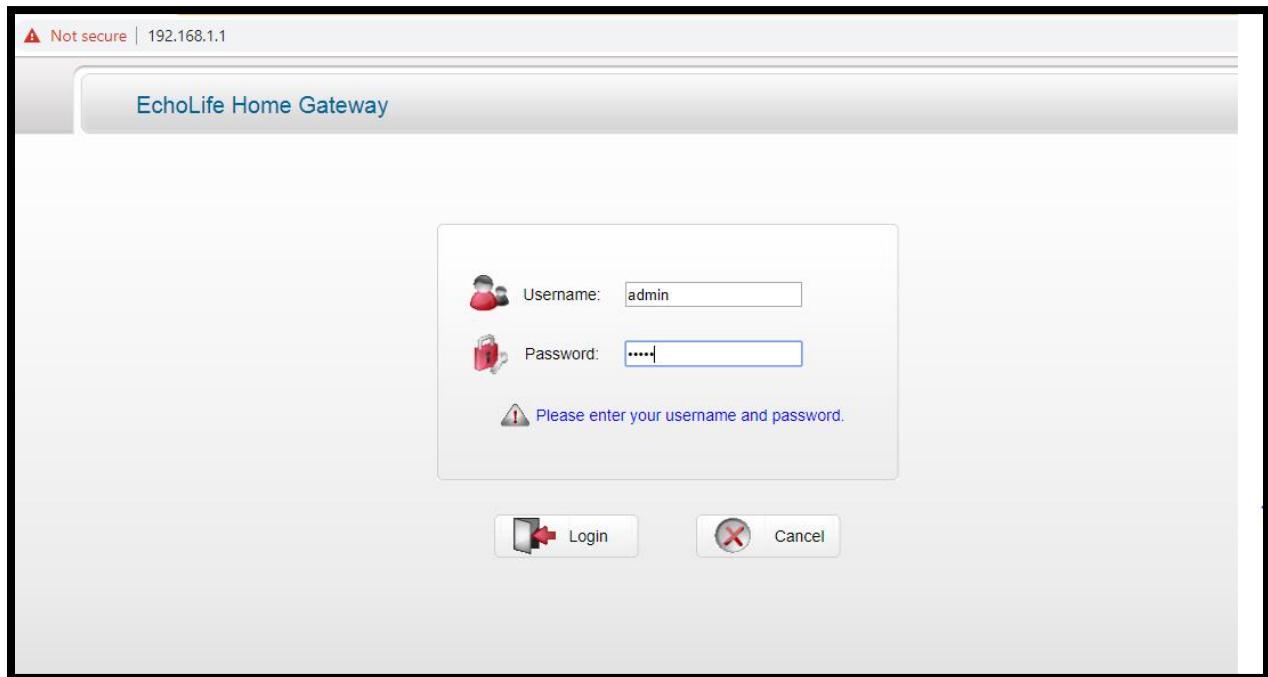 Not secure | 192.168.1.1
EchoLife Home Gateway
Username: admin
Password: •••••
Please enter your username and password.
Login Cancel